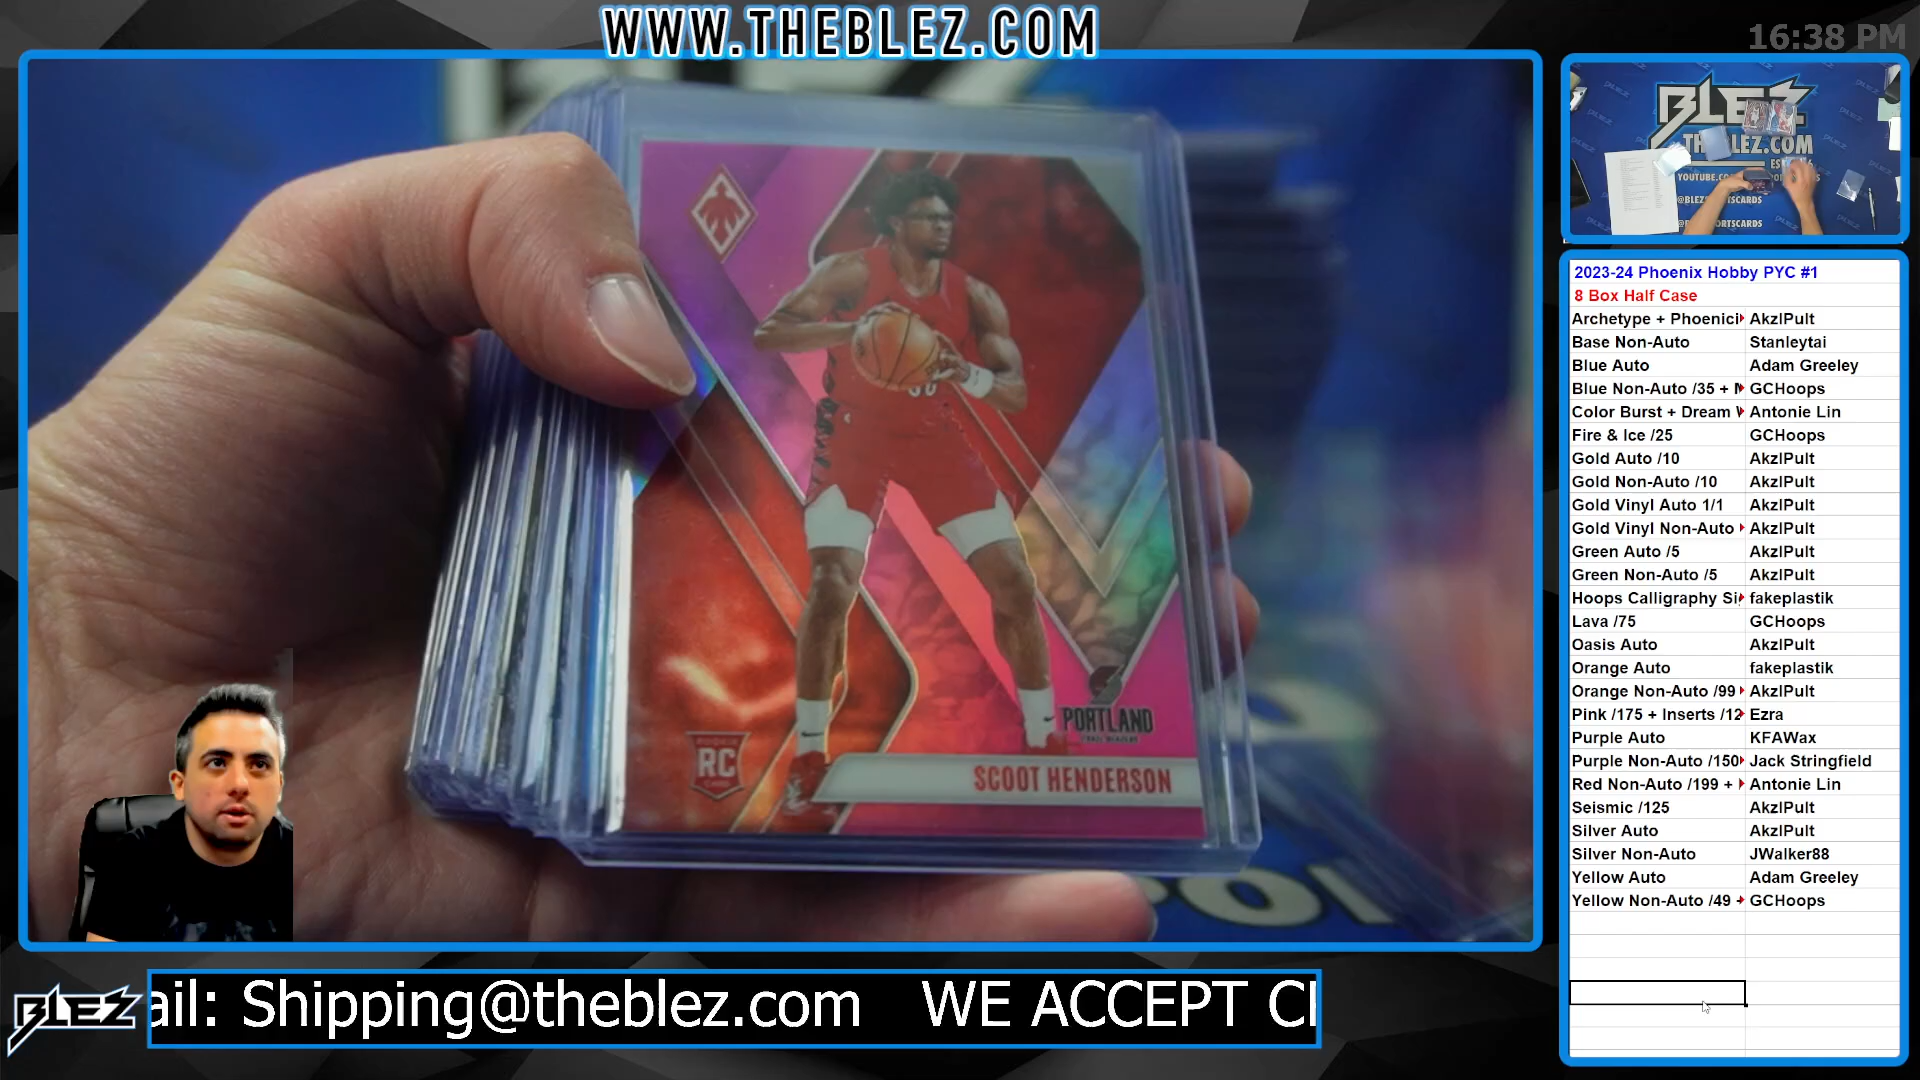 WWW.THEBLEZ.COM
16:38 PM
BLEZ
YOUTUBE.CO
PORTLAND
RC
SCOOT HENDERSON
2023-24 Phoenix Hobby PYC #1
8 Box Half Case
Archetype + Phoenici AkzlPult
Base Non-Auto Stanleytai
Blue Auto Adam Greeley
Blue Non-Auto /35 + GCHoops
Color Burst + Dream Antonie Lin
Fire & Ice /25 GCHoops
Gold Auto /10 AkzlPult
Gold Non-Auto /10 AkzlPult
Gold Vinyl Auto 1/1 AkzlPult
Gold Vinyl Non-Auto AkzlPult
Green Auto /5 AkzlPult
Green Non-Auto /5 AkzlPult
Hoops Calligraphy Si fakeplastik
Lava /75 GCHoops
Oasis Auto AkzlPult
Orange Auto fakeplastik
Orange Non-Auto /99 AkzlPult
Pink /175 + Inserts /12 Ezra
Purple Auto KFAWax
Purple Non-Auto /150 Jack Stringfield
Red Non-Auto /199 + Antonie Lin
Seismic /125 AkzlPult
Silver Auto AkzlPult
Silver Non-Auto JWalker88
Yellow Auto Adam Greeley
Yellow Non-Auto /49 + GCHoops
BLEZ
ail: Shipping@theblez.com WE ACCEPT